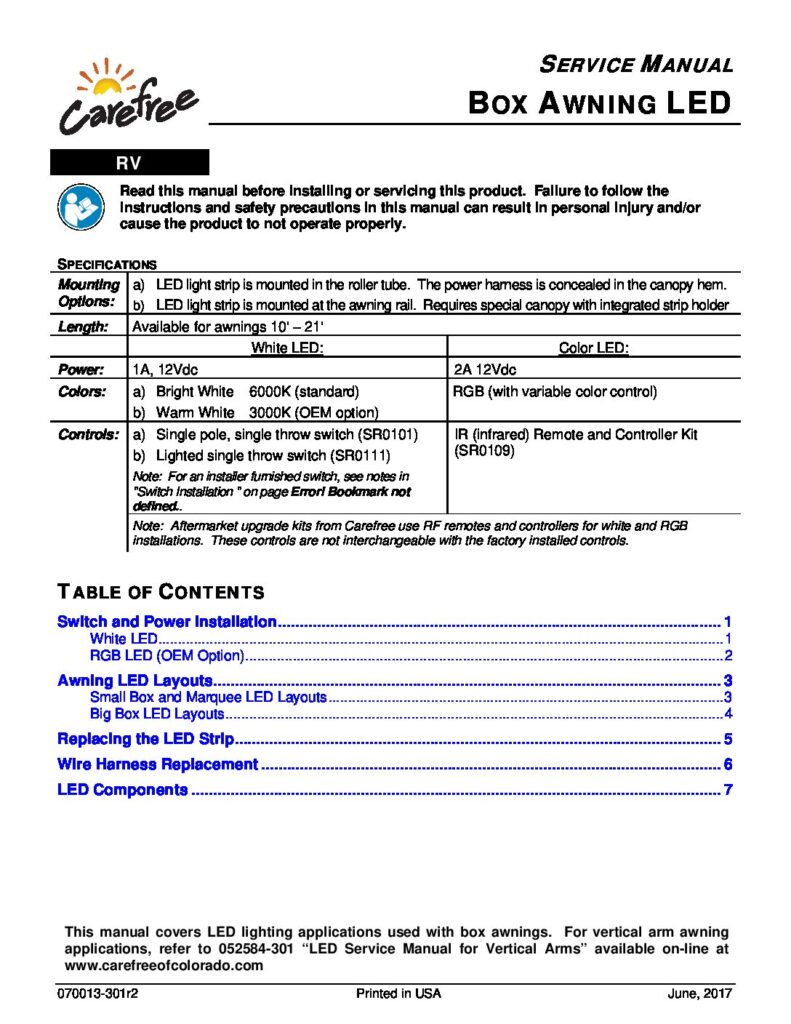 Carefree
SERVICE MANUAL
BOX AWNING LED
RV
Read this manual before installing or servicing this product. Failure to follow the
instructions and safety precautions in this manual can result in personal injury and/or
cause the product to not operate properly.
SPECIFICATIONS
Mounting Options: a) LED light strip is mounted in the roller tube. The power harness is concealed in the canopy hem.
b) LED light strip is mounted at the awning rail. Requires special canopy with integrated strip holder
Length: Available for awnings 10' – 21'
White LED: Color LED:
Power: 1A, 12Vdc 2A 12Vdc
Colors: a) Bright White 6000K (standard) RGB (with variable color control)
b) Warm White 3000K (OEM option)
Controls: a) Single pole, single throw switch (SR0101) IR (infrared) Remote and Controller Kit
b) Lighted single throw switch (SR0111) (SR0109)
Note: For an installer furnished switch, see notes in
"Switch Installation " on page Error! Bookmark not
defined..
Note: Aftermarket upgrade kits from Carefree use RF remotes and controllers for white and RGB
installations. These controls are not interchangeable with the factory installed controls.
TABLE OF CONTENTS
Switch and Power Installation 1
White LED 1
RGB LED (OEM Option) 2
Awning LED Layouts 3
Small Box and Marquee LED Layouts 3
Big Box LED Layouts 4
Replacing the LED Strip 5
Wire Harness Replacement 6
LED Components 7
This manual covers LED lighting applications used with box awnings. For vertical arm awning
applications, refer to 052584-301 “LED Service Manual for Vertical Arms” available on-line at
www.carefreeofcolorado.com
070013-301r2 Printed in USA June, 2017